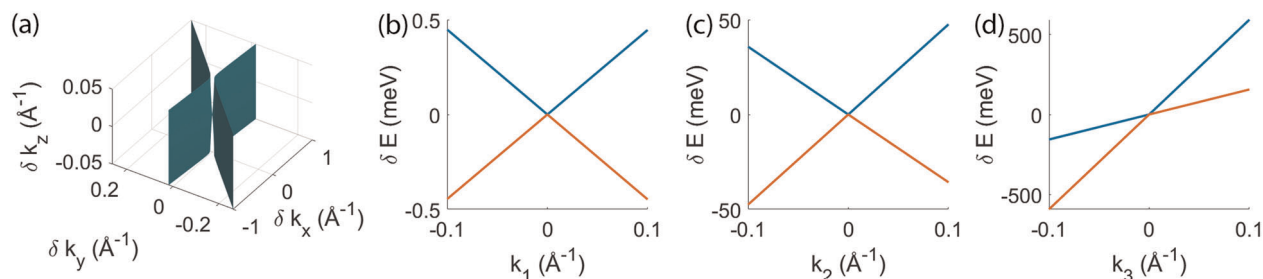 (a)
0.05
0
-0.05
δ k_z (Å⁻¹)
0.2
0
-0.2
δ k_y (Å⁻¹)
-1
0
1
δ k_x (Å⁻¹)
(b)
0.5
0
-0.5
δ E (meV)
-0.1
0
0.1
k_1 (Å⁻¹)
(c)
50
0
-50
δ E (meV)
-0.1
0
0.1
k_2 (Å⁻¹)
(d)
500
0
-500
δ E (meV)
-0.1
0
0.1
k_3 (Å⁻¹)